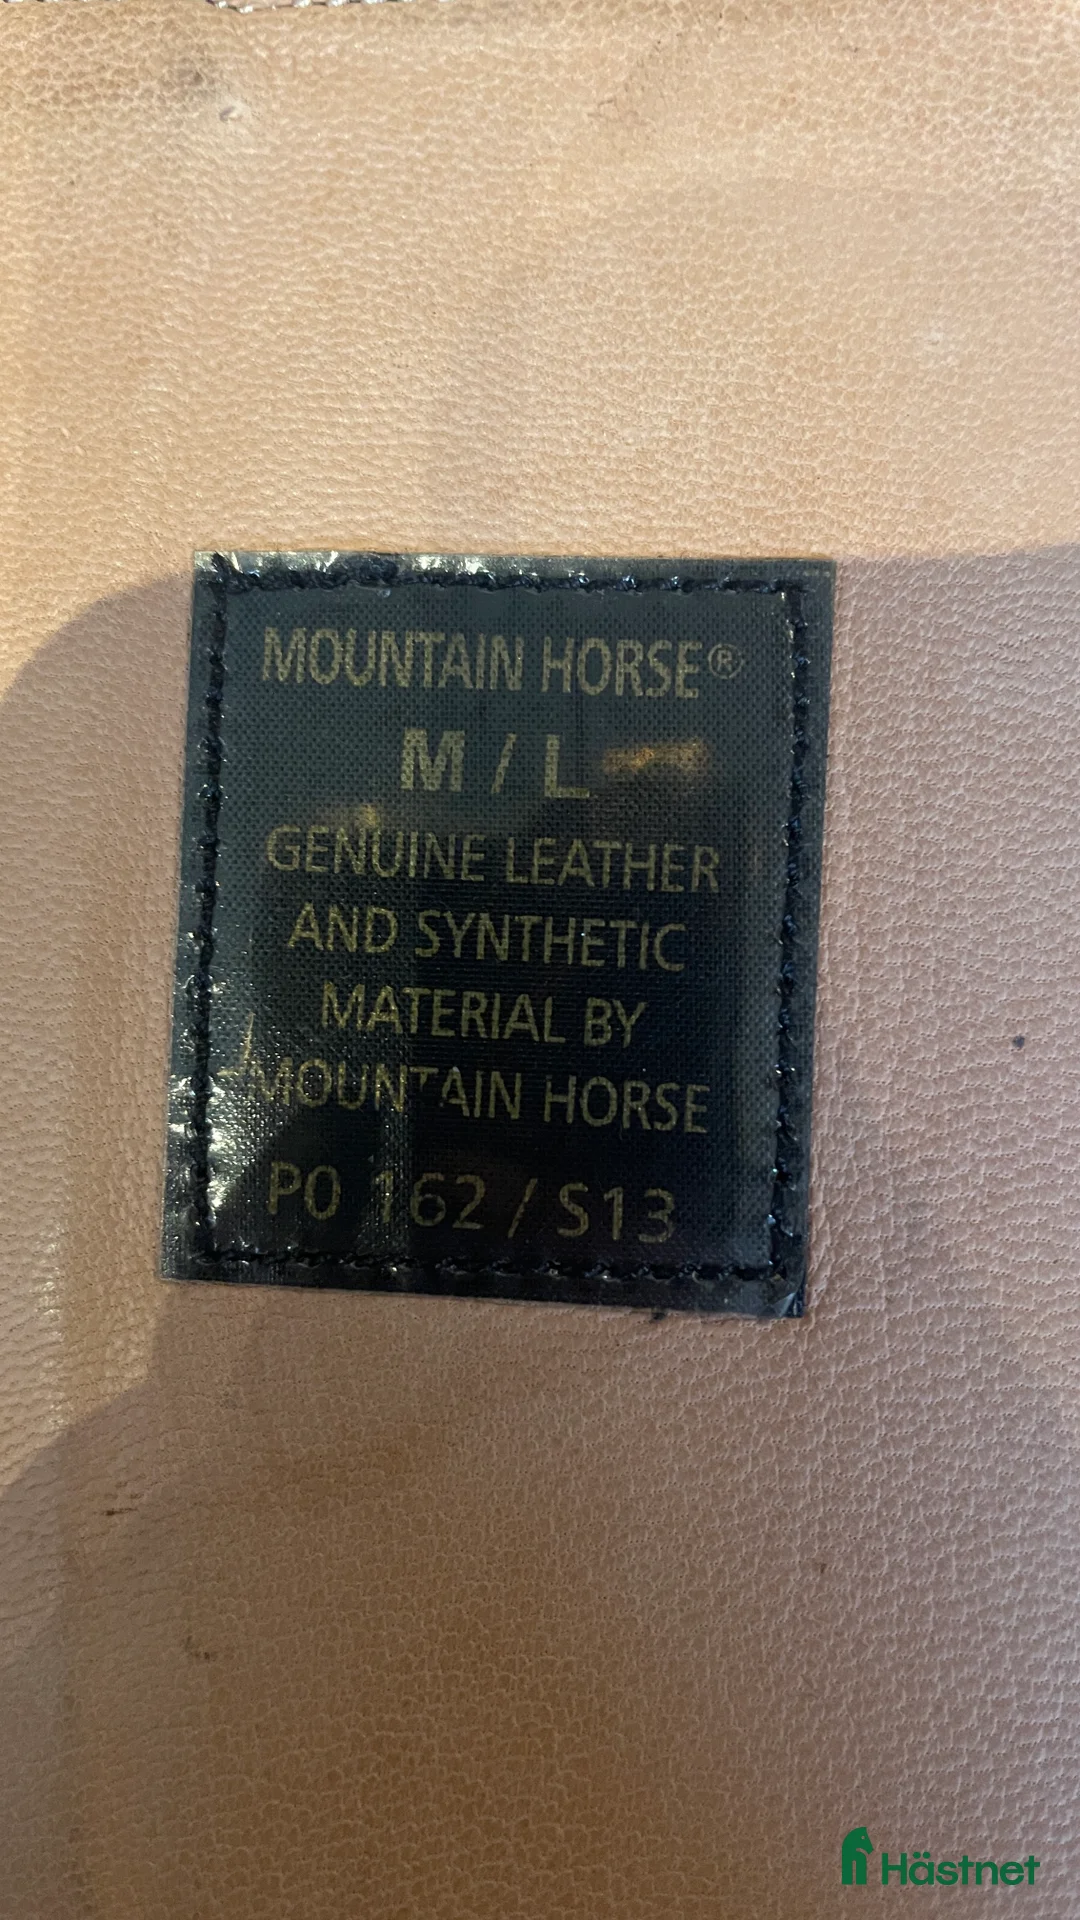 MOUNTAIN HORSE®
M / L
GENUINE LEATHER
AND SYNTHETIC
MATERIAL BY
MOUNTAIN HORSE
PO 162 / S13
Hästnet